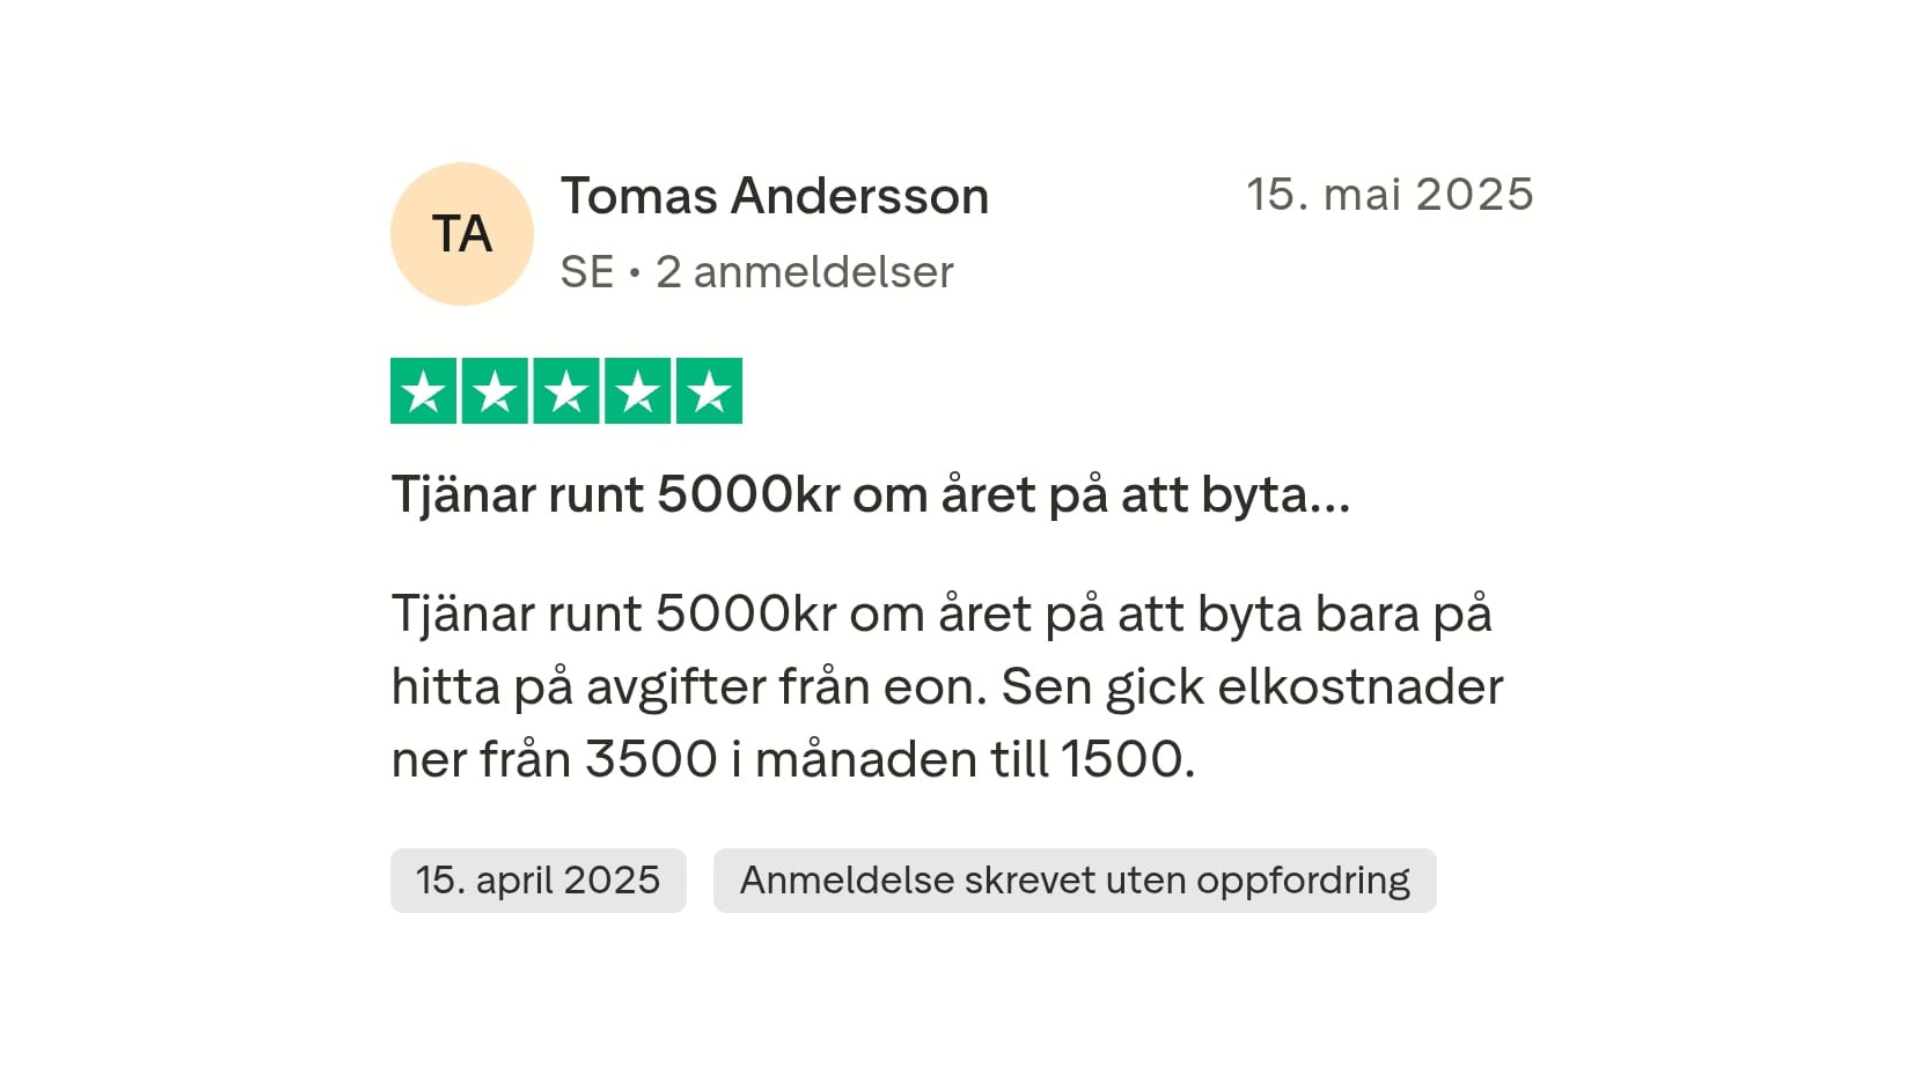 TA
Tomas Andersson
15. mai 2025
SE • 2 anmeldelser
Tjänar runt 5000kr om året på att byta...
Tjänar runt 5000kr om året på att byta bara på
hitta på avgifter från eon. Sen gick elkostnader
ner från 3500 i månaden till 1500.
15. april 2025
Anmeldelse skrevet uten oppfordring